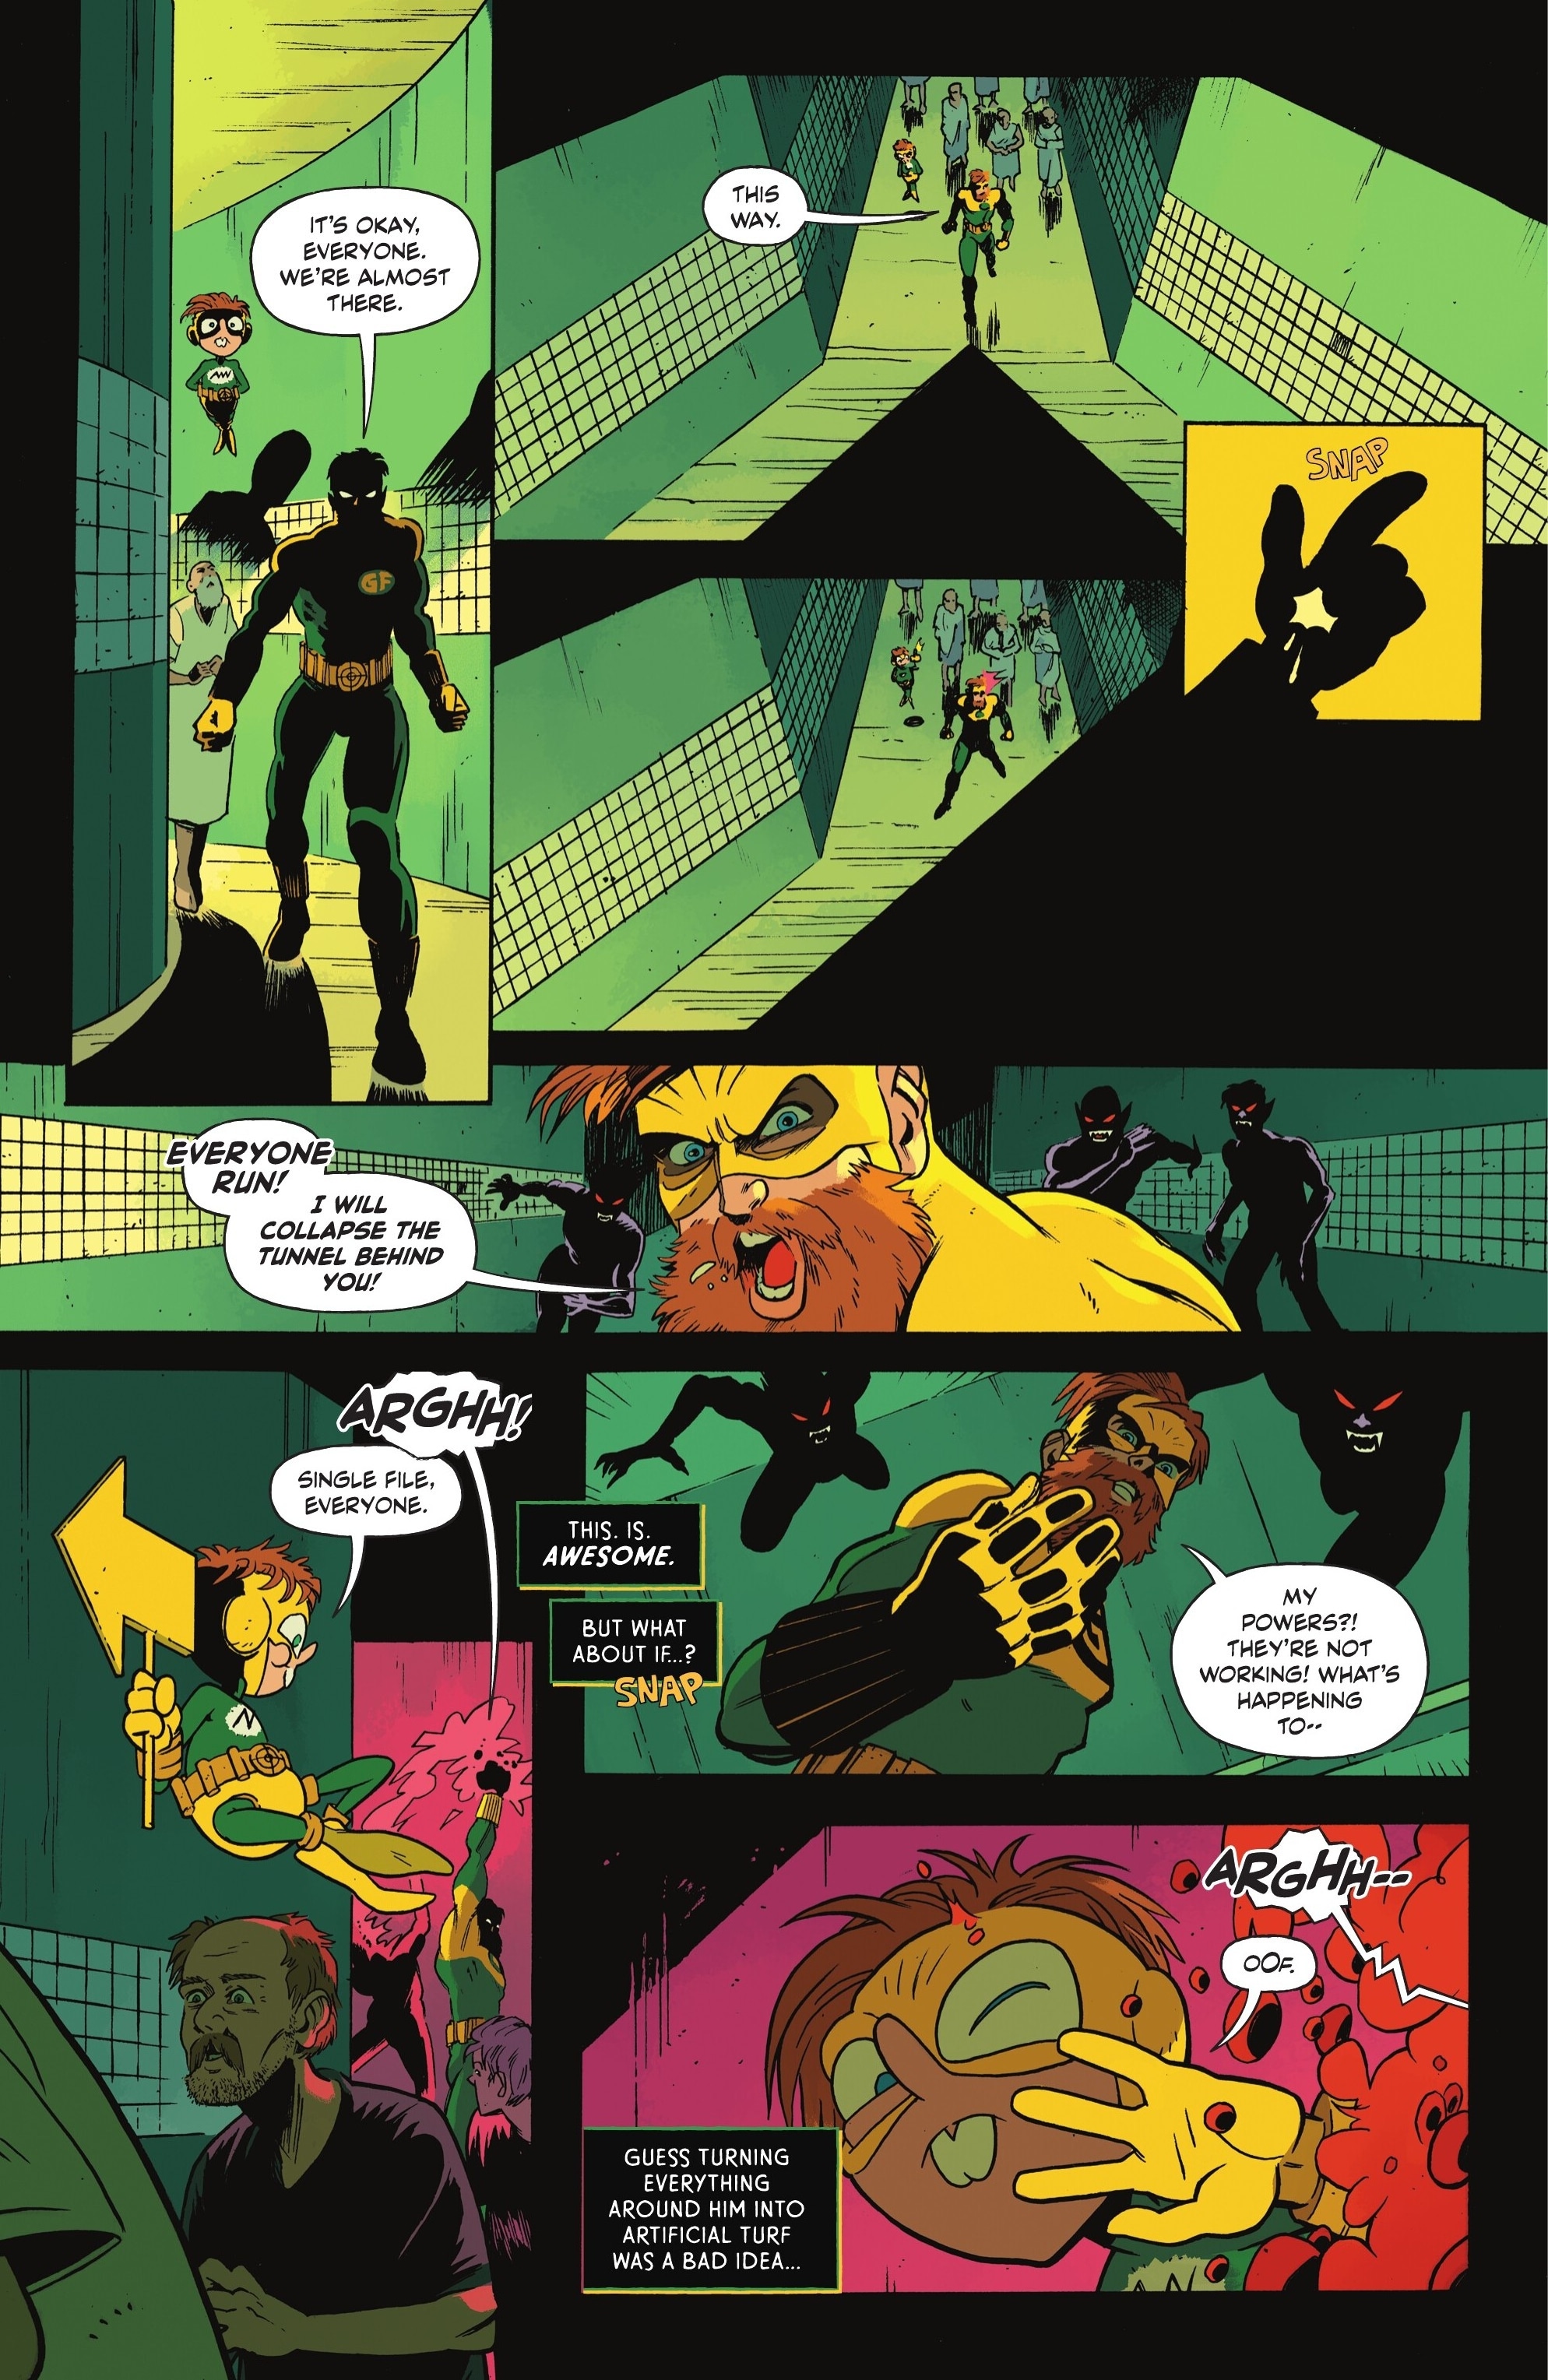 IT'S OKAY,
EVERYONE.
WE'RE ALMOST
THERE.
GF
THIS
WAY.
SNAP
EVERYONE
RUN!
I WILL
COLLAPSE THE
TUNNEL BEHIND
YOU!
ARGHH!
SINGLE FILE,
EVERYONE.
N
THIS. IS.
AWESOME.
BUT WHAT
ABOUT IF...?
SNAP
MY
POWERS?!
THEY'RE NOT
WORKING! WHAT'S
HAPPENING
TO--
ARGHH--
OOF.
GUESS TURNING
EVERYTHING
AROUND HIM INTO
ARTIFICIAL TURF
WAS A BAD IDEA...